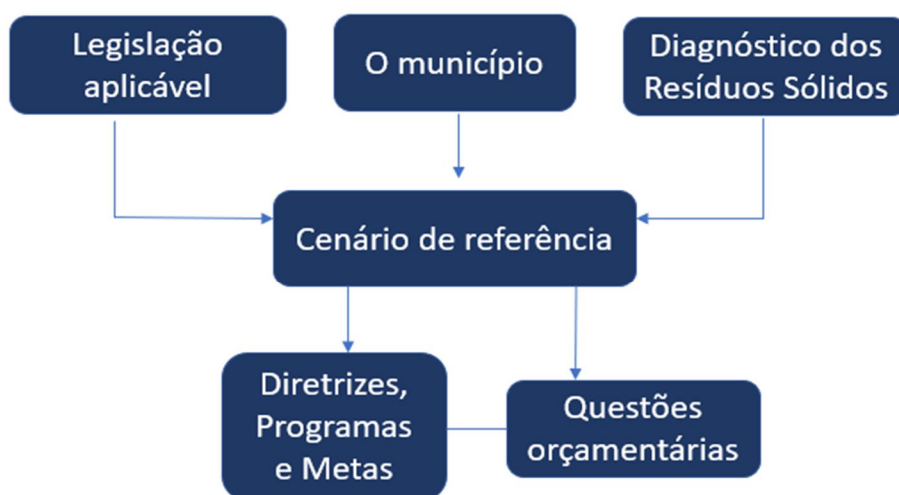 Legislação
aplicável
O município
Diagnóstico dos
Resíduos Sólidos
Cenário de referência
Diretrizes,
Programas
e Metas
Questões
orçamentárias